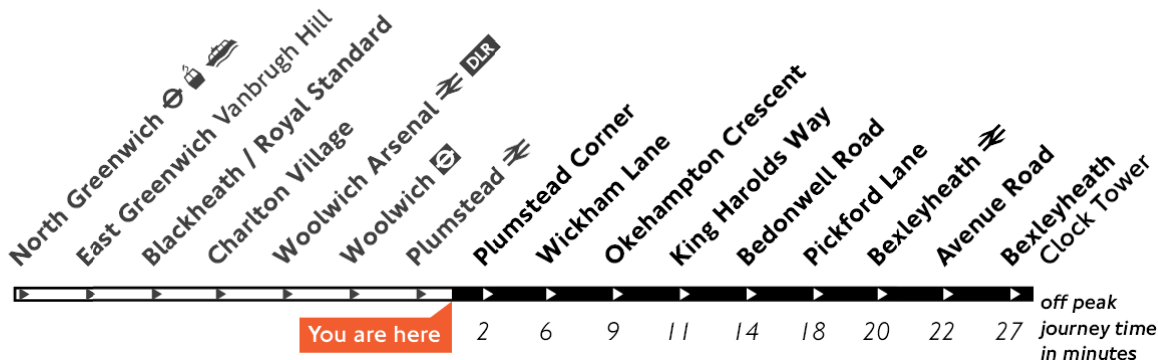 North Greenwich
East Greenwich Vanbrugh Hill
Blackheath / Royal Standard
Charlton Village
Woolwich Arsenal DLR
Woolwich
Plumstead
Plumstead Corner
Wickham Lane
Okehampton Crescent
King Harolds Way
Bedonwell Road
Pickford Lane
Bexleyheath
Avenue Road
Bexleyheath
Clock Tower
You are here
2 6 9 11 14 18 20 22 27
off peak
journey time
in minutes